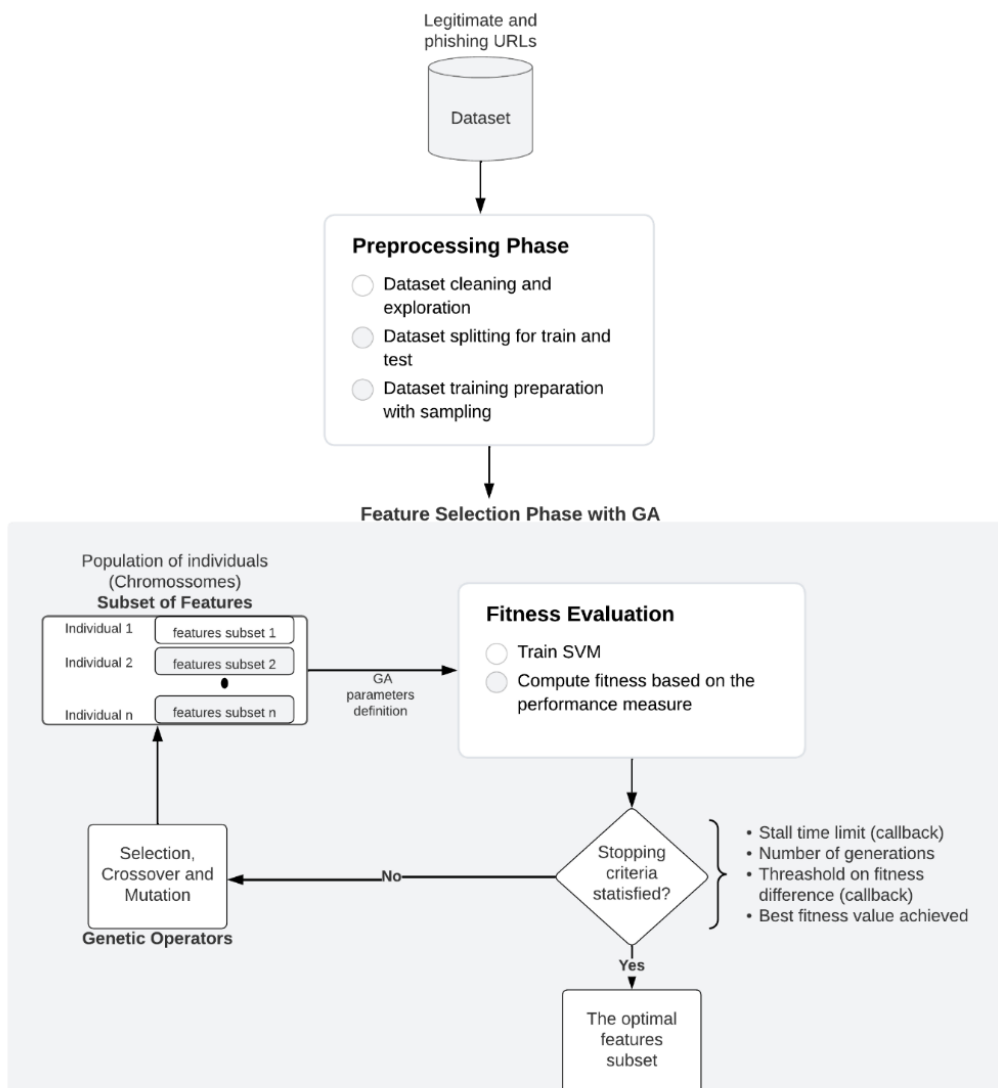 Legitimate and
phishing URLs
Dataset
Preprocessing Phase
Dataset cleaning and
exploration
Dataset splitting for train and
test
Dataset training preparation
with sampling
Feature Selection Phase with GA
Population of individuals
(Chromossomes)
Subset of Features
Individual 1
features subset 1
Individual 2
features subset 2
Individual n
features subset n
GA
parameters
definition
Fitness Evaluation
Train SVM
Compute fitness based on the
performance measure
Stopping
criteria
statisfied?
• Stall time limit (callback)
• Number of generations
• Threashold on fitness
difference (callback)
• Best fitness value achieved
No
Selection,
Crossover and
Mutation
Genetic Operators
Yes
The optimal
features
subset